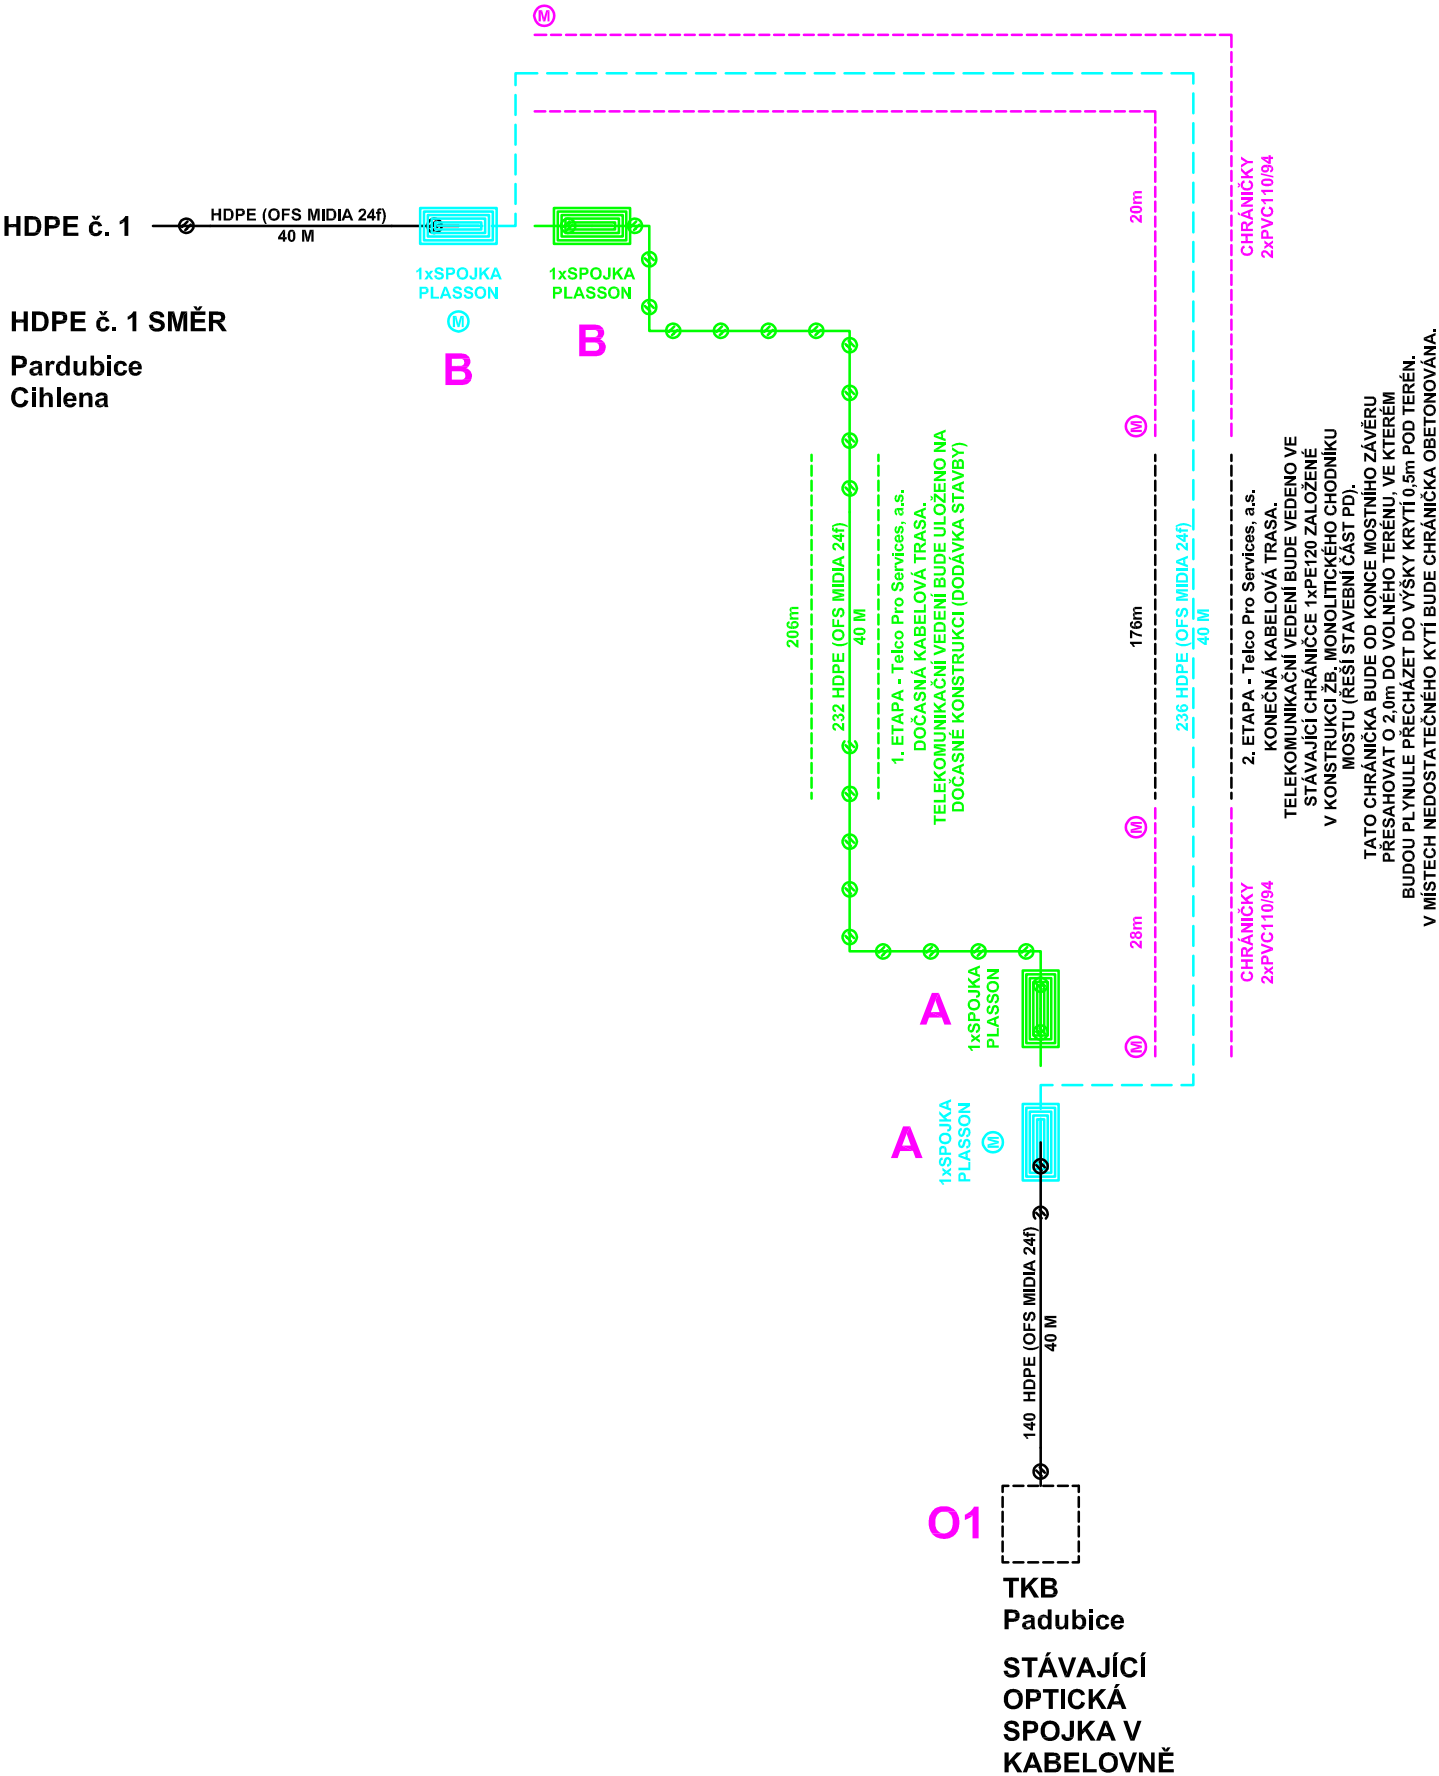 M
HDPE č. 1
HDPE (OFS MIDIA 24f)
40 M
1xSPOJKA
PLASSON
M
B
1xSPOJKA
PLASSON
B
HDPE č. 1 SMĚR
Pardubice
Cihlena
20m
CHRÁNIČKY
2xPVC110/94
M
206m
232 HDPE (OFS MIDIA 24f)
40 M
1. ETAPA - Telco Pro Services, a.s.
DOČASNÁ KABELOVÁ TRASA.
TELEKOMUNIKAČNÍ VEDENÍ BUDE ULOŽENO NA
DOČASNÉ KONSTRUKCI (DODÁVKA STAVBY)
176m
236 HDPE (OFS MIDIA 24f)
40 M
2. ETAPA - Telco Pro Services, a.s.
KONEČNÁ KABELOVÁ TRASA.
TELEKOMUNIKAČNÍ VEDENÍ BUDE VEDENO VE
STÁVAJÍCÍ CHRÁNIČCE 1xPE120 ZALOŽENÉ
V KONSTRUKCI ŽB. MONOLITICKÉHO CHODNÍKU
MOSTU (ŘEŠÍ STAVEBNÍ ČÁST PD).
TATO CHRÁNIČKA BUDE OD KONCE MOSTNÍHO ZÁVĚRU
PŘESAHOVAT O 2,0m DO VOLNÉHO TERÉNU, VE KTERÉM
BUDOU PLYNULE PŘECHÁZET DO VÝŠKY KRYTÍ 0,5m POD TERÉN.
V MÍSTECH NEDOSTATEČNÉHO KYTÍ BUDE CHRÁNIČKA OBETONOVÁNA.
M
28m
CHRÁNIČKY
2xPVC110/94
M
A
1xSPOJKA
PLASSON
A
1xSPOJKA
PLASSON
M
140 HDPE (OFS MIDIA 24f)
40 M
O1
TKB
Padubice
STÁVAJÍCÍ
OPTICKÁ
SPOJKA V
KABELOVNĚ